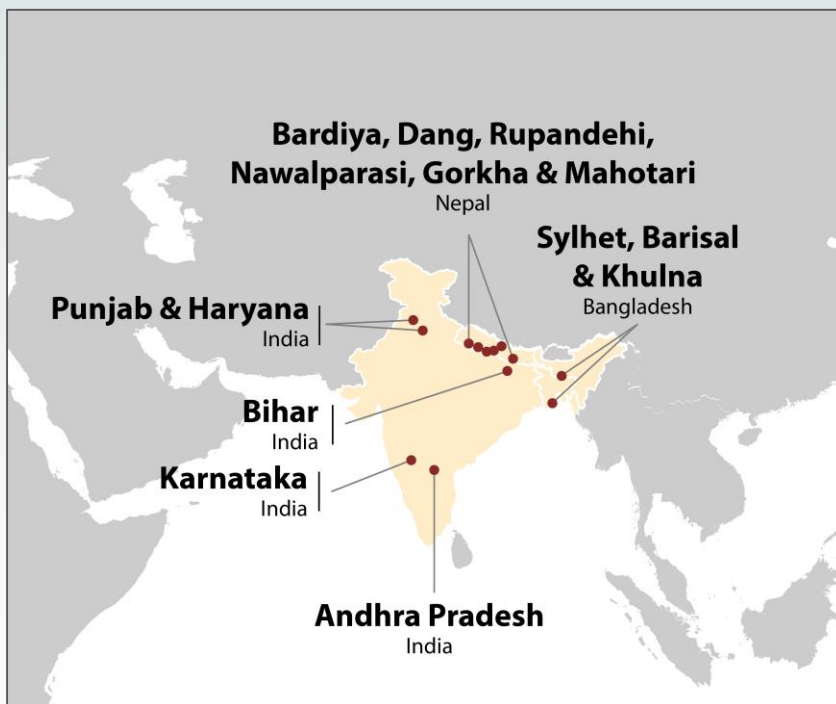 Bardiya, Dang, Rupandehi,
Nawalparasi, Gorkha & Mahotari
Nepal
Sylhet, Barisal
& Khulna
Bangladesh
Punjab & Haryana
India
Bihar
India
Karnataka
India
Andhra Pradesh
India